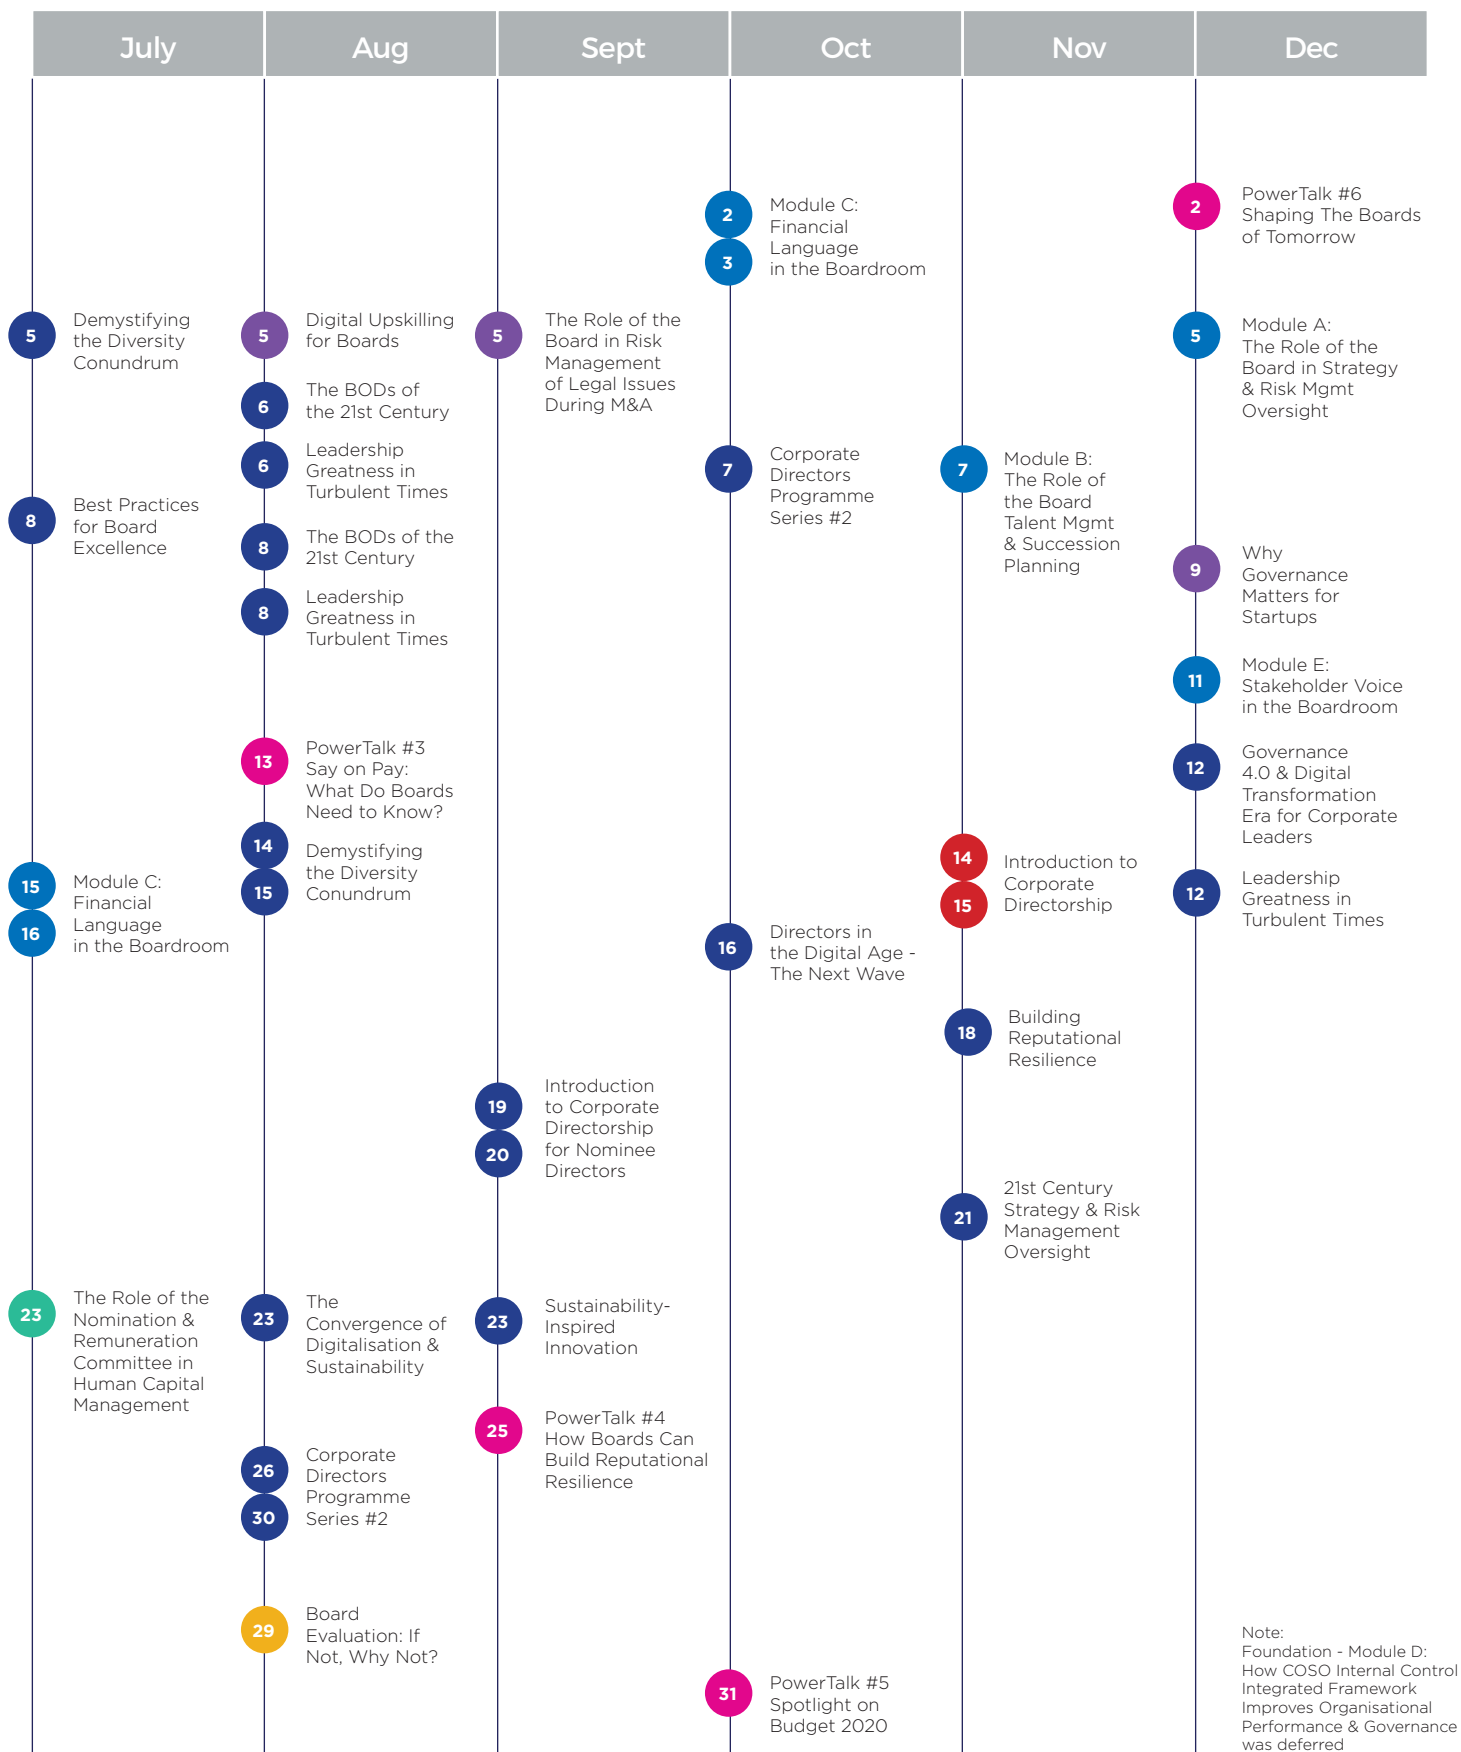 July
Aug
Sept
Oct
Nov
Dec
5
Demystifying
the Diversity
Conundrum
8
Best Practices
for Board
Excellence
15
16
Module C:
Financial
Language
in the Boardroom
23
The Role of the
Nomination &
Remuneration
Committee in
Human Capital
Management
5
Digital Upskilling
for Boards
6
The BODs of
the 21st Century
6
Leadership
Greatness in
Turbulent Times
8
The BODs of the
21st Century
8
Leadership
Greatness in
Turbulent Times
13
PowerTalk #3
Say on Pay:
What Do Boards
Need to Know?
14
15
Demystifying
the Diversity
Conundrum
23
The
Convergence of
Digitalisation &
Sustainability
26
30
Corporate
Directors
Programme
Series #2
29
Board
Evaluation: If
Not, Why Not?
5
The Role of the
Board in Risk
Management
of Legal Issues
During M&A
19
20
Introduction
to Corporate
Directorship
for Nominee
Directors
23
Sustainability-
Inspired
Innovation
25
PowerTalk #4
How Boards Can
Build Reputational
Resilience
2
3
Module C:
Financial
Language
in the Boardroom
7
Corporate
Directors
Programme
Series #2
16
Directors in
the Digital Age -
The Next Wave
31
PowerTalk #5
Spotlight on
Budget 2020
7
Module B:
The Role of
the Board
Talent Mgmt
& Succession
Planning
14
15
Introduction to
Corporate
Directorship
18
Building
Reputational
Resilience
21
21st Century
Strategy & Risk
Management
Oversight
2
PowerTalk #6
Shaping The Boards
of Tomorrow
5
Module A:
The Role of the
Board in Strategy
& Risk Mgmt
Oversight
9
Why
Governance
Matters for
Startups
11
Module E:
Stakeholder Voice
in the Boardroom
12
Governance
4.0 & Digital
Transformation
Era for Corporate
Leaders
12
Leadership
Greatness in
Turbulent Times
Note:
Foundation - Module D:
How COSO Internal Control
Integrated Framework
Improves Organisational
Performance & Governance
was deferred